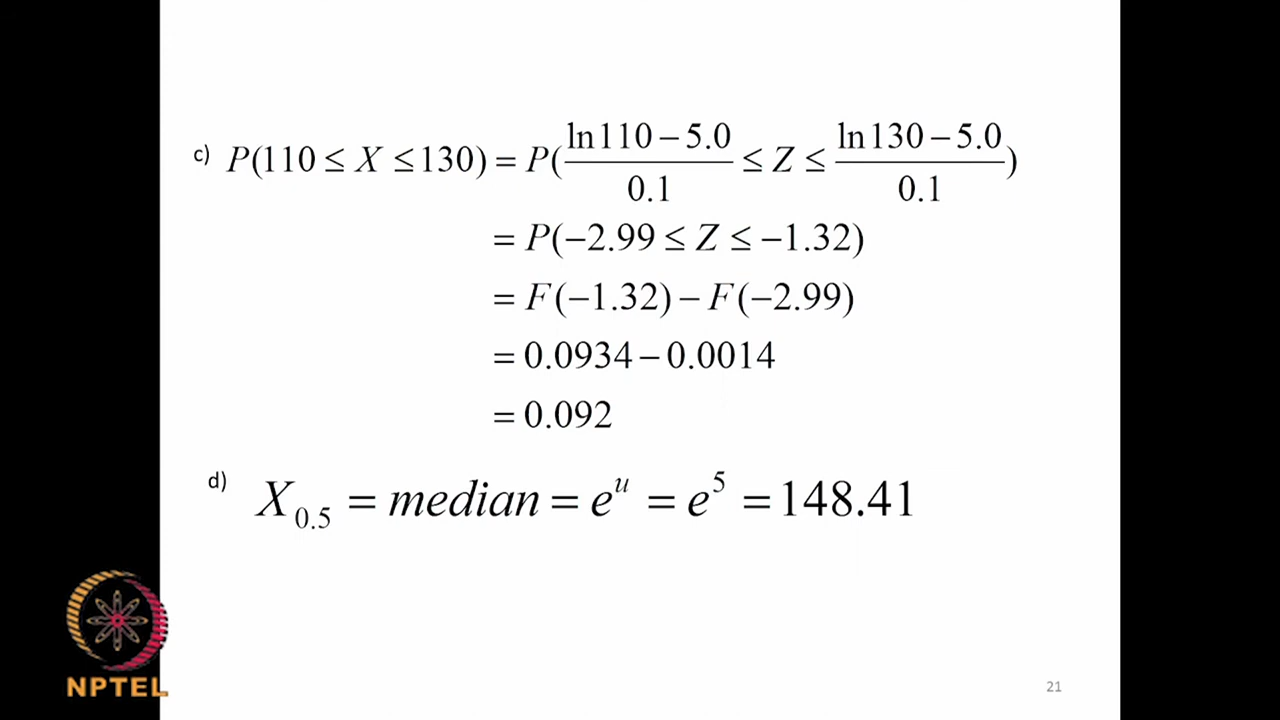 c) P(110 ≤ X ≤ 130) = P( (ln110 − 5.0)/0.1 ≤ Z ≤ (ln130 − 5.0)/0.1 )
= P(−2.99 ≤ Z ≤ −1.32)
= F(−1.32) − F(−2.99)
= 0.0934 − 0.0014
= 0.092
d) X_0.5 = median = e^u = e^5 = 148.41
NPTEL
21